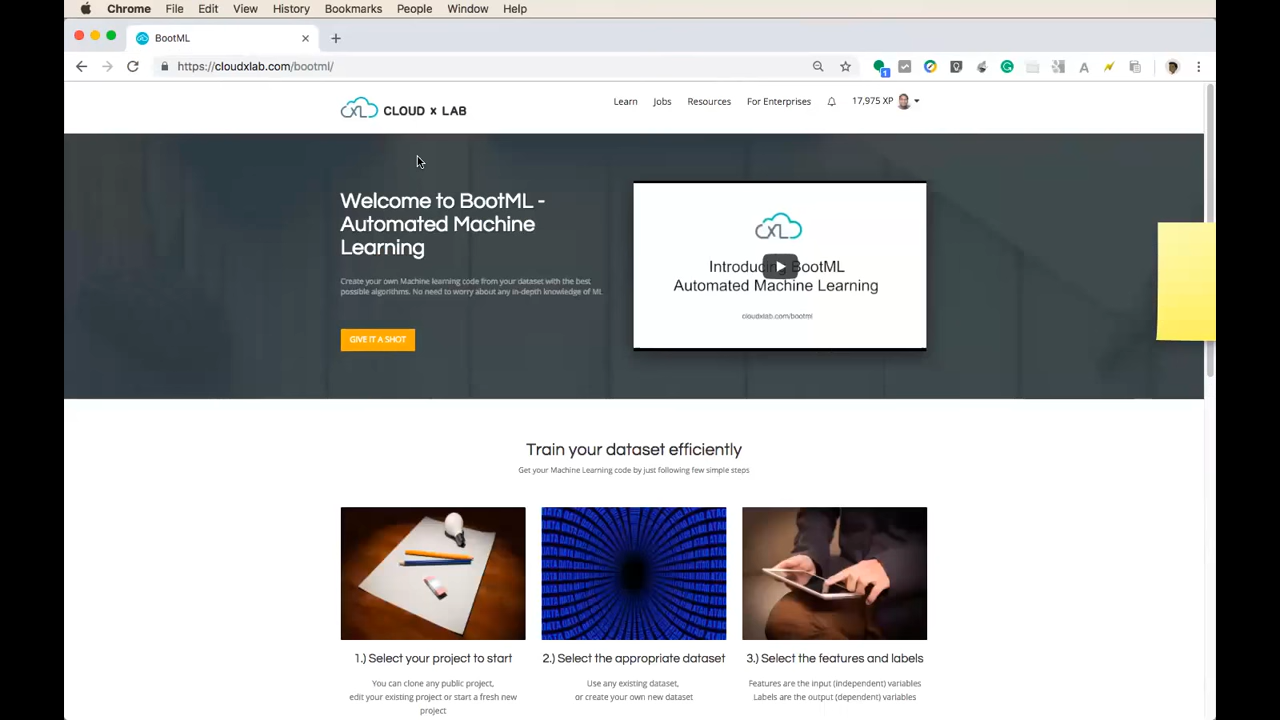 Chrome File Edit View History Bookmarks People Window Help
BootML
https://cloudxlab.com/bootml/
1
CLOUD x LAB
Learn Jobs Resources For Enterprises 17,975 XP
Welcome to BootML -
Automated Machine
Learning
Create your own Machine learning code from your dataset with the best
possible algorithms. No need to worry about any in-depth knowledge of ML
GIVE IT A SHOT
CXL
Introducing BootML
Automated Machine Learning
cloudxlab.com/bootml
Train your dataset efficiently
Get your Machine Learning code by just following few simple steps
1.) Select your project to start
You can clone any public project,
edit your existing project or start a fresh new
project
2.) Select the appropriate dataset
Use any existing dataset,
or create your own new dataset
3.) Select the features and labels
Features are the input (independent) variables
Labels are the output (dependent) variables